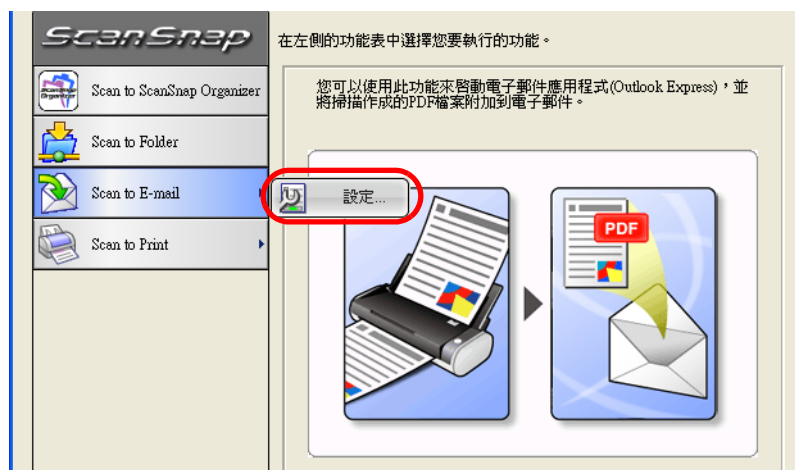 ScanSnap
在左側的功能表中選擇您要執行的功能。
Scan to ScanSnap Organizer
Scan to Folder
Scan to E-mail
Scan to Print
設定...
您可以使用此功能來啓動電子郵件應用程式(Outlook Express)，並
將掃描作成的PDF檔案附加到電子郵件。
PDF